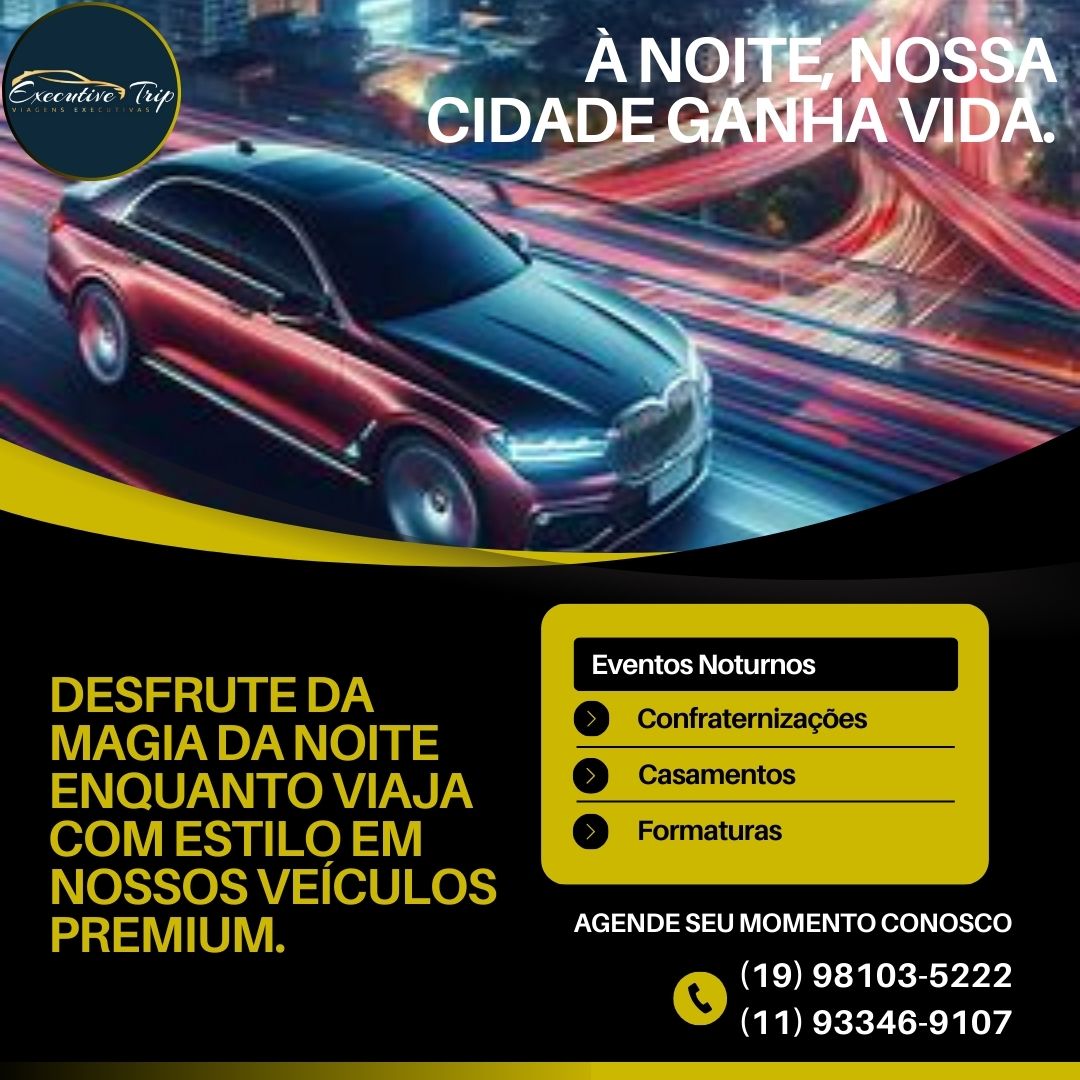 Executive Trip
VIAGENS EXECUTIVAS
À NOITE, NOSSA
CIDADE GANHA VIDA.
DESFRUTE DA
MAGIA DA NOITE
ENQUANTO VIAJA
COM ESTILO EM
NOSSOS VEÍCULOS
PREMIUM.
Eventos Noturnos
Confraternizações
Casamentos
Formaturas
AGENDE SEU MOMENTO CONOSCO
(19) 98103-5222
(11) 93346-9107